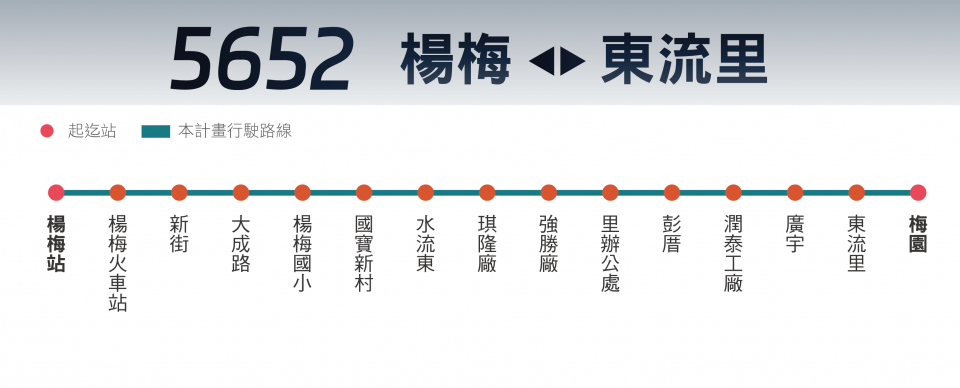 5652 楊梅 ◀▶ 東流里
起迄站 本計畫行駛路線
楊梅站
楊梅火車站
新街
大成路
楊梅國小
國寶新村
水流東
琪隆廠
強勝廠
里辦公處
彭厝
潤泰工廠
廣宇
東流里
梅園